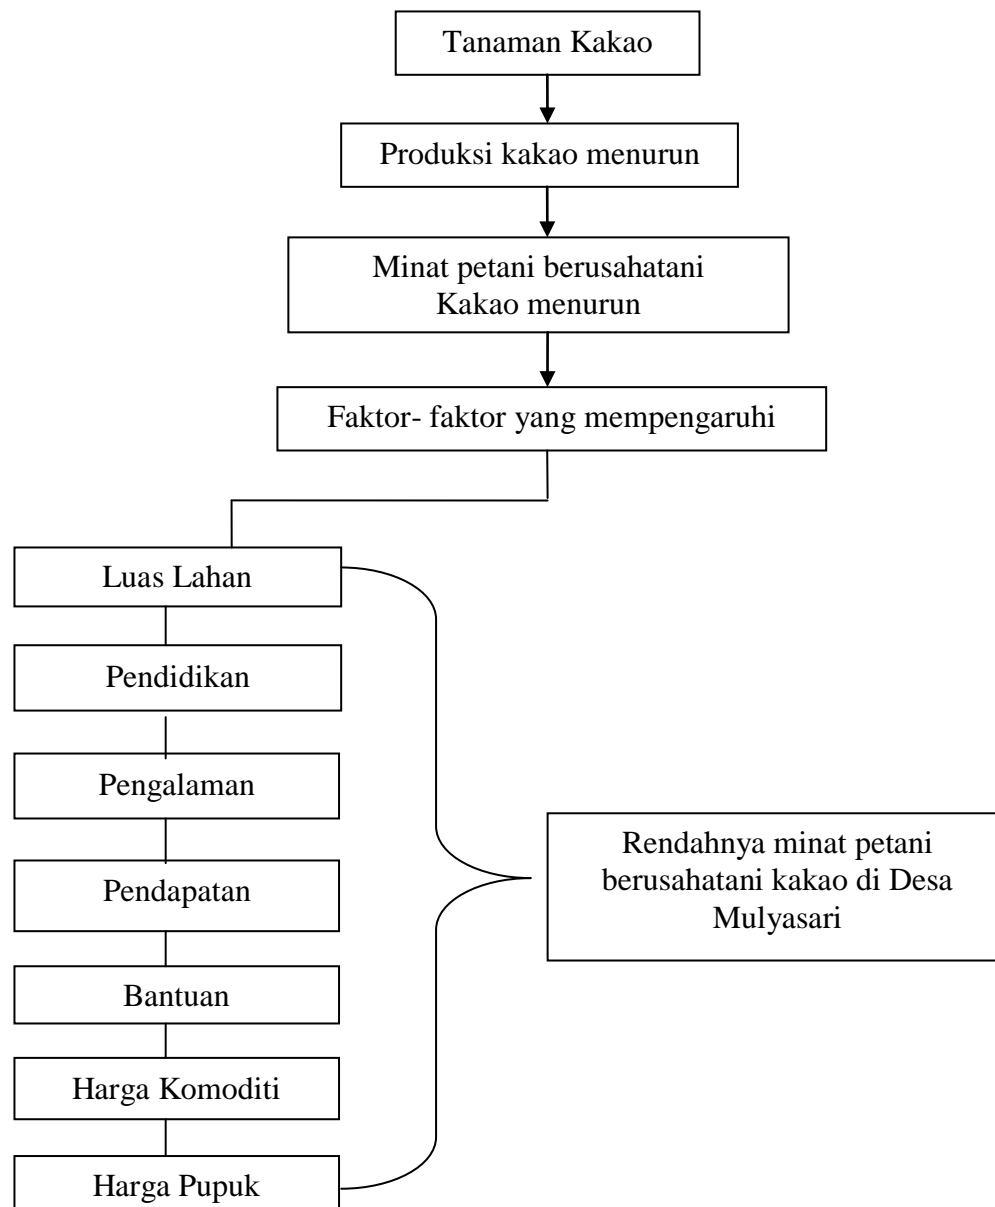 Tanaman Kakao
Produksi kakao menurun
Minat petani berusahatani
Kakao menurun
Faktor- faktor yang mempengaruhi
Luas Lahan
Pendidikan
Pengalaman
Pendapatan
Bantuan
Harga Komoditi
Harga Pupuk
Rendahnya minat petani
berusahatani kakao di Desa
Mulyasari